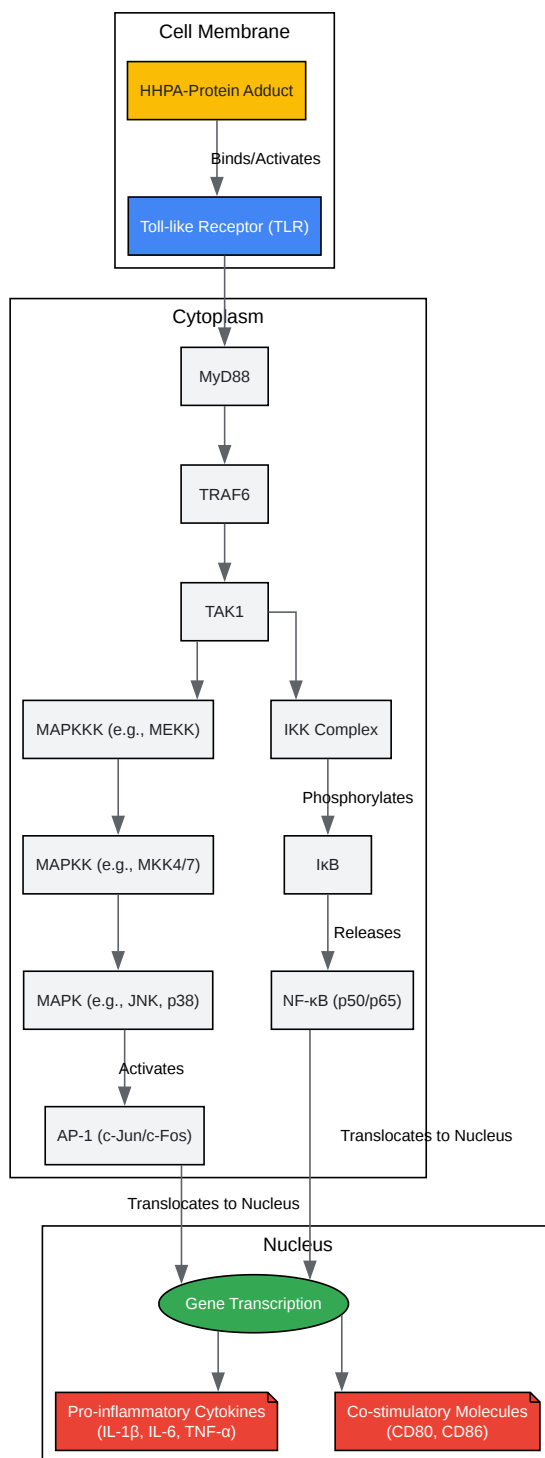 Cell Membrane
HHPA-Protein Adduct
Binds/Activates
Toll-like Receptor (TLR)
Cytoplasm
MyD88
TRAF6
TAK1
MAPKKK (e.g., MEKK)
IKK Complex
Phosphorylates
MAPKK (e.g., MKK4/7)
IκB
Releases
MAPK (e.g., JNK, p38)
NF-κB (p50/p65)
Activates
AP-1 (c-Jun/c-Fos)
Translocates to Nucleus
Translocates to Nucleus
Nucleus
Gene Transcription
Pro-inflammatory Cytokines
(IL-1β, IL-6, TNF-α)
Co-stimulatory Molecules
(CD80, CD86)